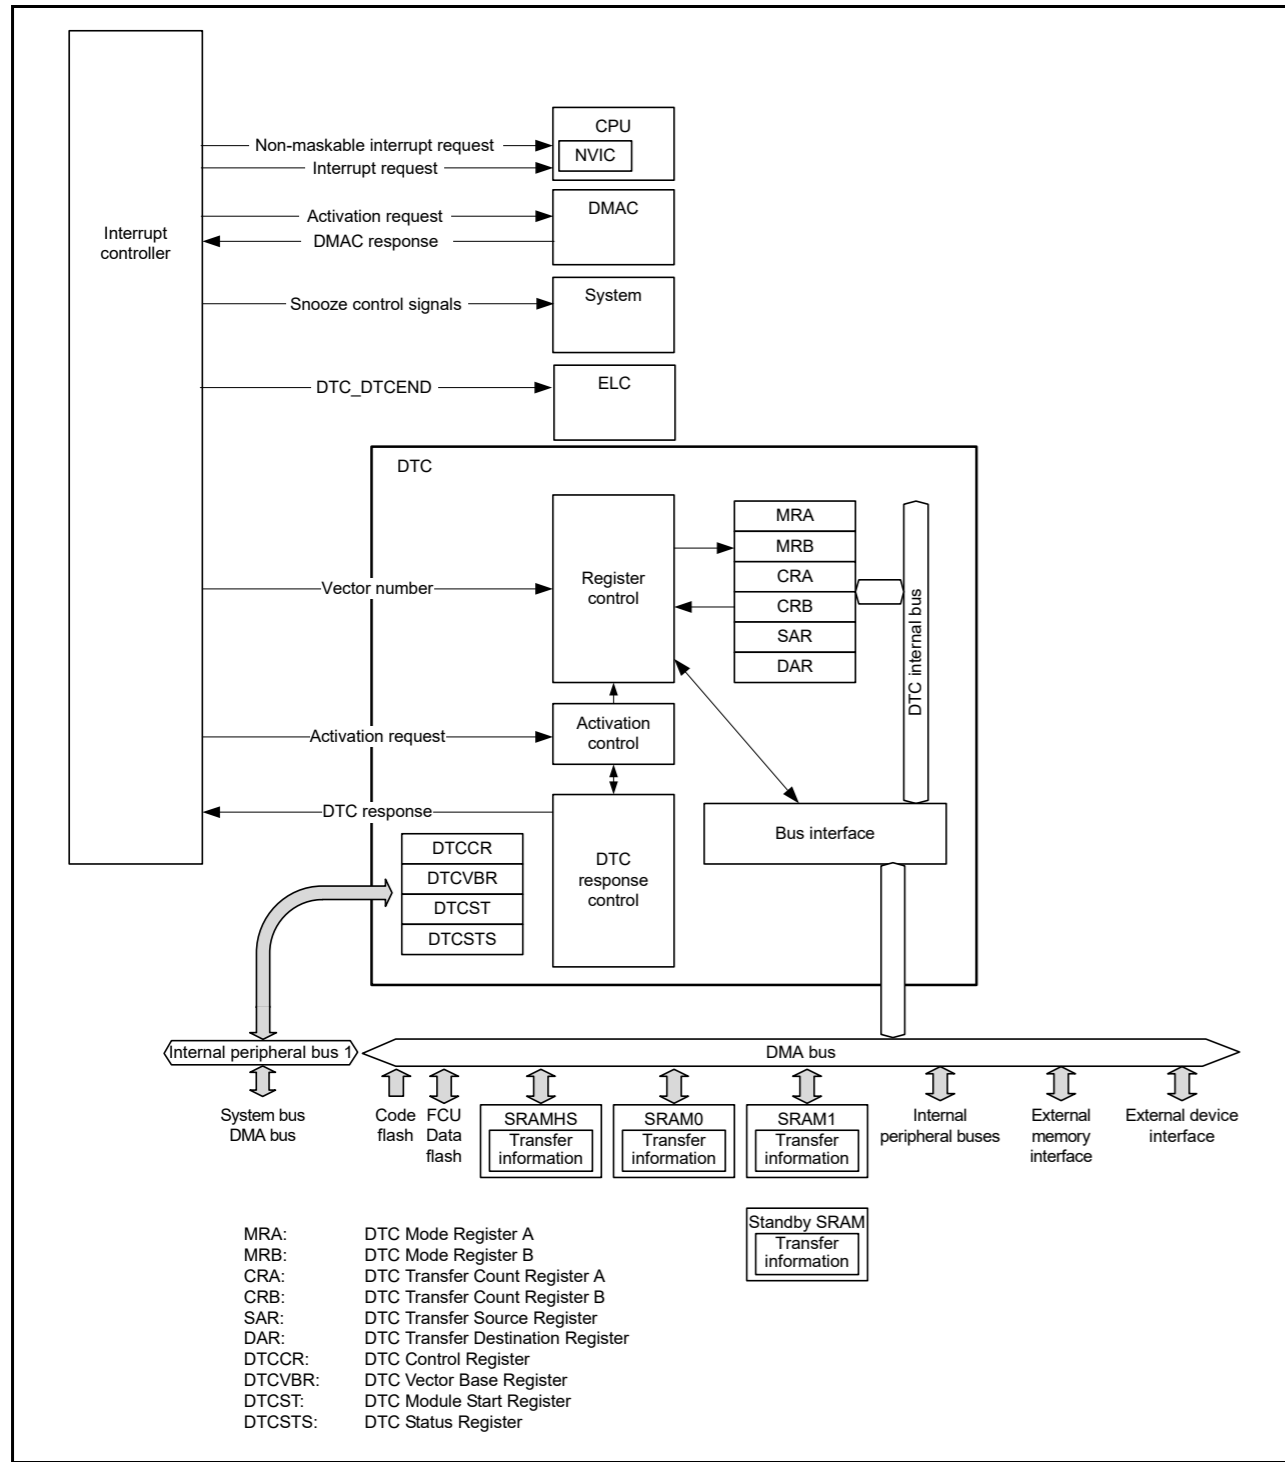 CPU
Non-maskable interrupt request
NVIC
Interrupt request
Activation request
DMAC
Interrupt
controller
DMAC response
Snooze control signals
System
DTC_DTCEND
ELC
DTC
MRA
MRB
CRA
CRB
SAR
DAR
Vector number
Register
control
DTC internal bus
Activation request
Activation
control
DTC response
Bus interface
DTCCR
DTCVBR
DTCST
DTCSTS
DTC
response
control
Internal peripheral bus 1
DMA bus
System bus
DMA bus
Code
flash
FCU
Data
flash
SRAMHS
Transfer
information
SRAM0
Transfer
information
SRAM1
Transfer
information
Internal
peripheral buses
External
memory
interface
External device
interface
Standby SRAM
Transfer
information
MRA: DTC Mode Register A
MRB: DTC Mode Register B
CRA: DTC Transfer Count Register A
CRB: DTC Transfer Count Register B
SAR: DTC Transfer Source Register
DAR: DTC Transfer Destination Register
DTCCR: DTC Control Register
DTCVBR: DTC Vector Base Register
DTCST: DTC Module Start Register
DTCSTS: DTC Status Register